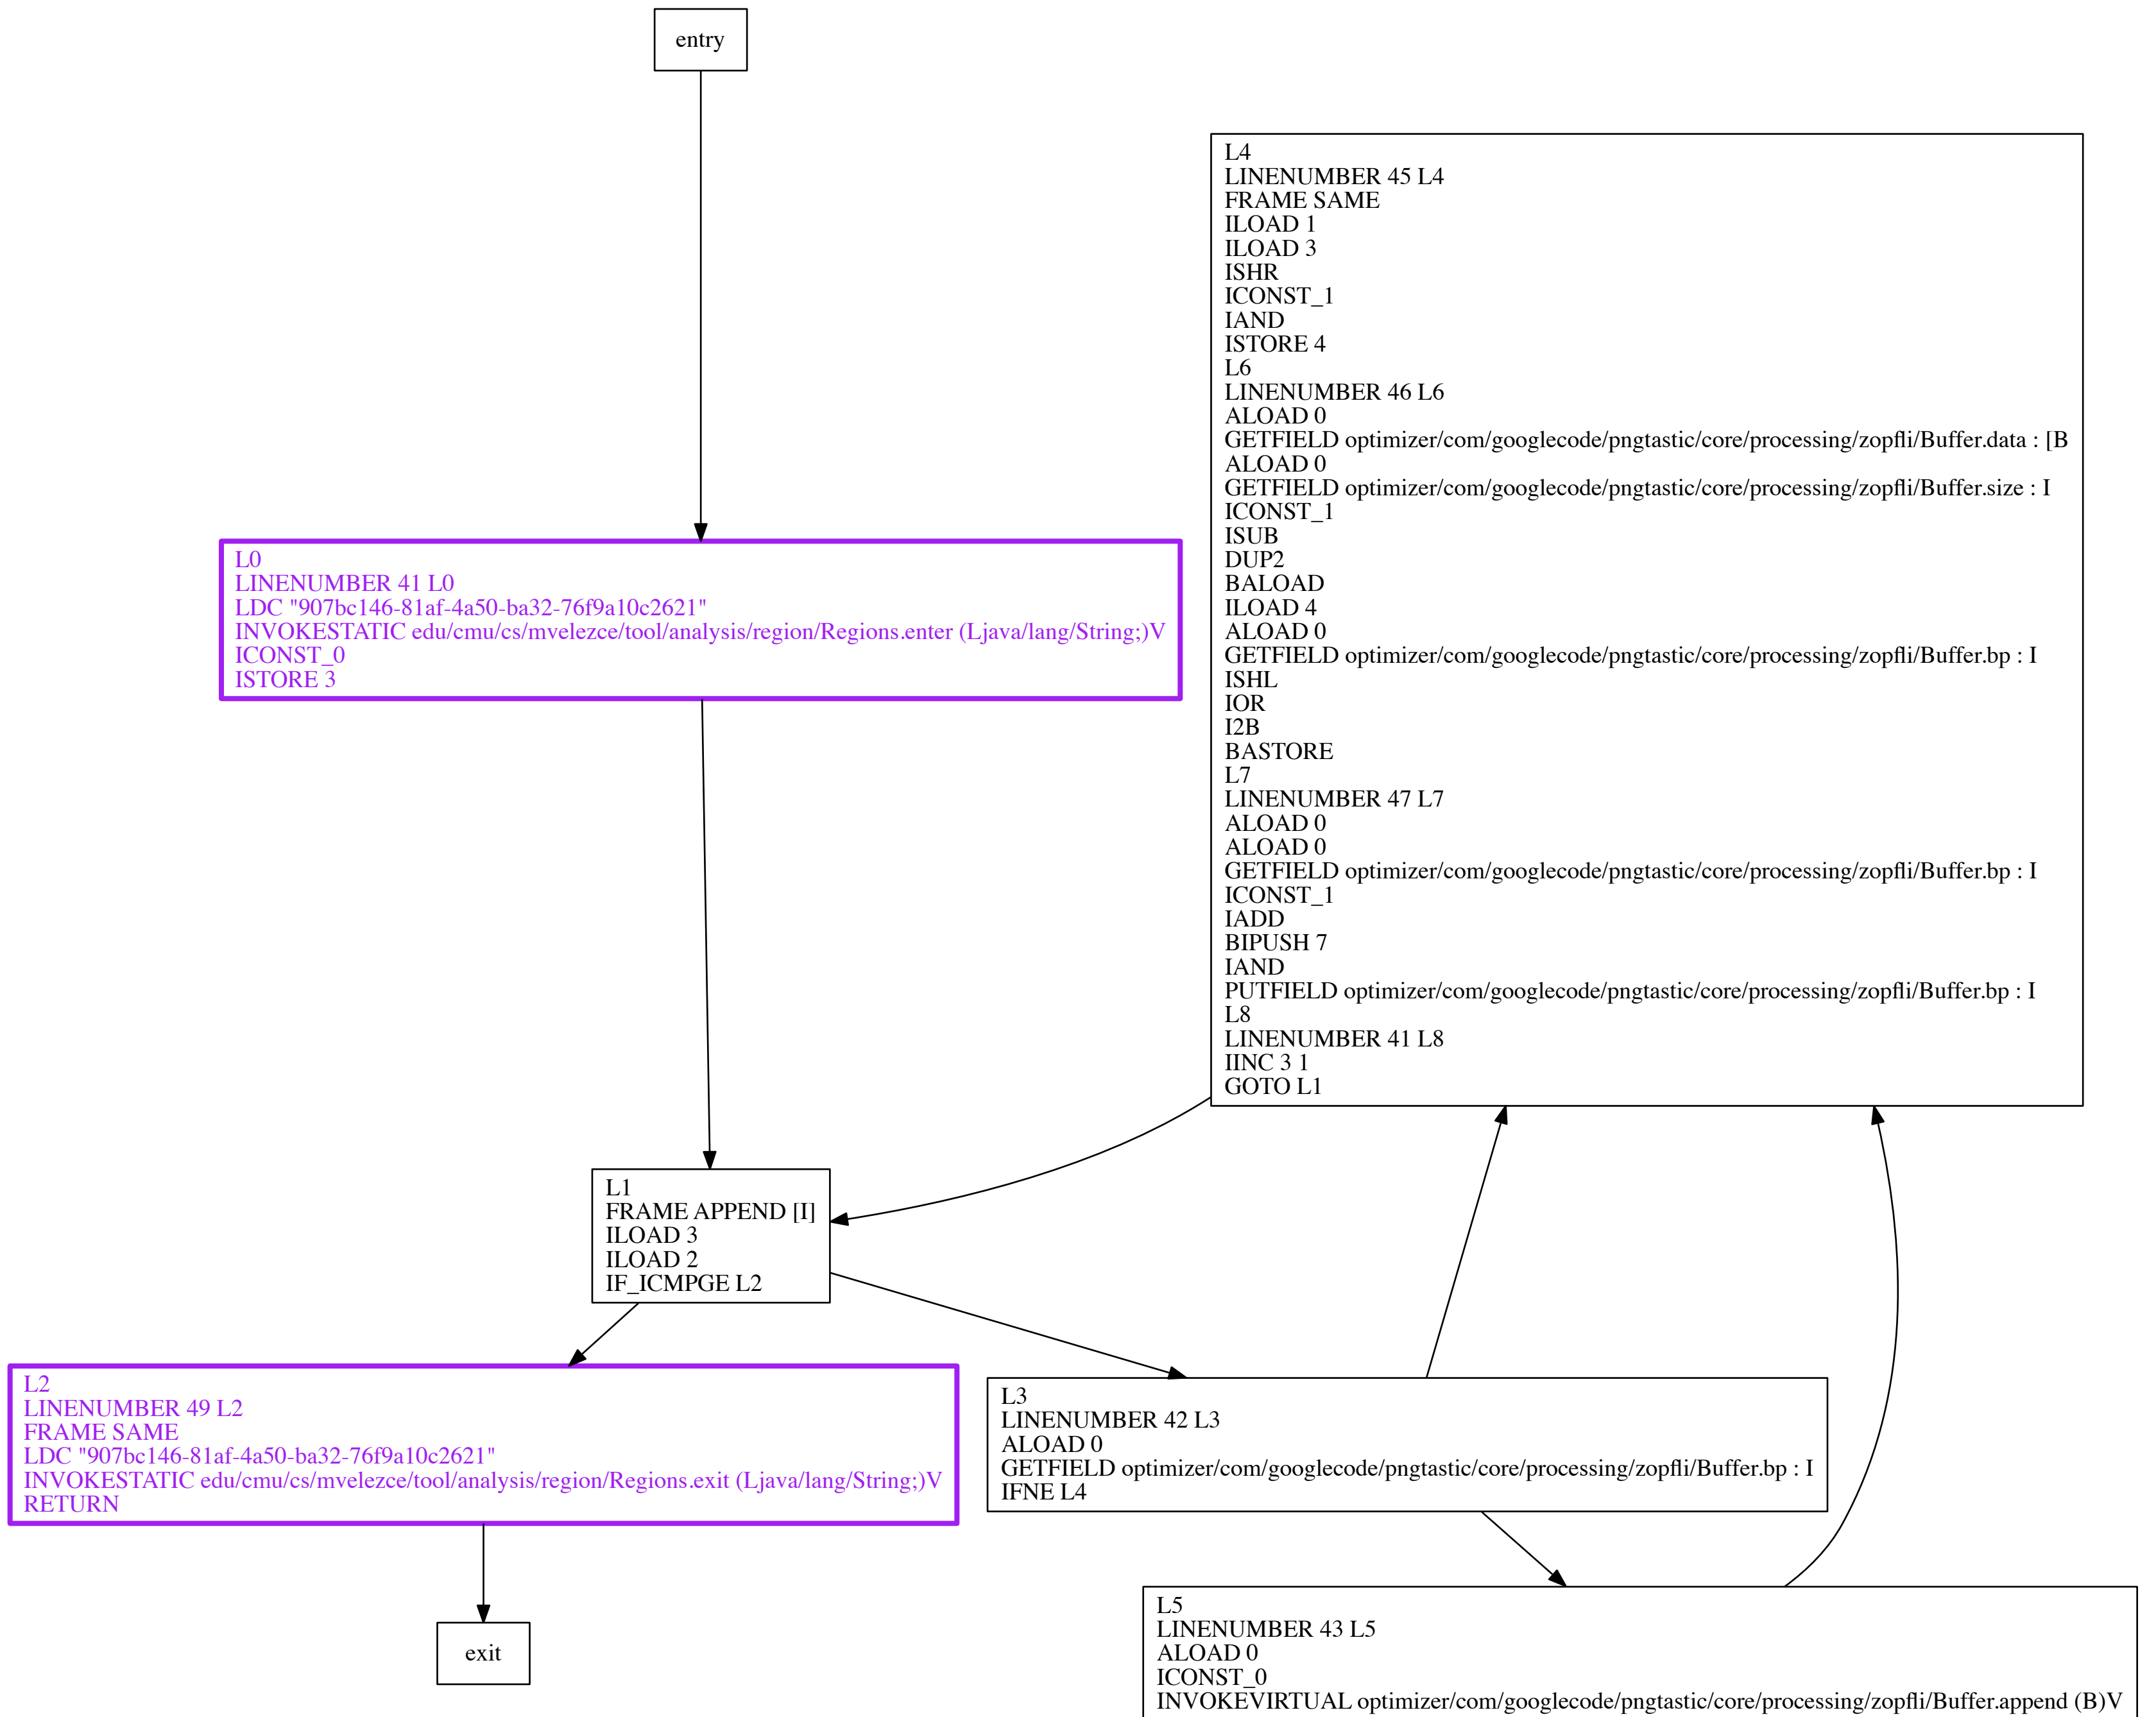 entry
L4
LINENUMBER 45 L4
FRAME SAME
ILOAD 1
ILOAD 3
ISHR
ICONST_1
IAND
ISTORE 4
L6
LINENUMBER 46 L6
ALOAD 0
GETFIELD optimizer/com/googlecode/pngtastic/core/processing/zopfli/Buffer.data : [B
ALOAD 0
GETFIELD optimizer/com/googlecode/pngtastic/core/processing/zopfli/Buffer.size : I
ICONST_1
ISUB
DUP2
BALOAD
ILOAD 4
ALOAD 0
GETFIELD optimizer/com/googlecode/pngtastic/core/processing/zopfli/Buffer.bp : I
ISHL
IOR
I2B
BASTORE
L7
LINENUMBER 47 L7
ALOAD 0
ALOAD 0
GETFIELD optimizer/com/googlecode/pngtastic/core/processing/zopfli/Buffer.bp : I
ICONST_1
IADD
BIPUSH 7
IAND
PUTFIELD optimizer/com/googlecode/pngtastic/core/processing/zopfli/Buffer.bp : I
L8
LINENUMBER 41 L8
IINC 3 1
GOTO L1
L0
LINENUMBER 41 L0
LDC "907bc146-81af-4a50-ba32-76f9a10c2621"
INVOKESTATIC edu/cmu/cs/mvelezce/tool/analysis/region/Regions.enter (Ljava/lang/String;)V
ICONST_0
ISTORE 3
L1
FRAME APPEND [I]
ILOAD 3
ILOAD 2
IF_ICMPGE L2
L2
LINENUMBER 49 L2
FRAME SAME
LDC "907bc146-81af-4a50-ba32-76f9a10c2621"
INVOKESTATIC edu/cmu/cs/mvelezce/tool/analysis/region/Regions.exit (Ljava/lang/String;)V
RETURN
L3
LINENUMBER 42 L3
ALOAD 0
GETFIELD optimizer/com/googlecode/pngtastic/core/processing/zopfli/Buffer.bp : I
IFNE L4
L5
LINENUMBER 43 L5
ALOAD 0
ICONST_0
INVOKEVIRTUAL optimizer/com/googlecode/pngtastic/core/processing/zopfli/Buffer.append (B)V
exit